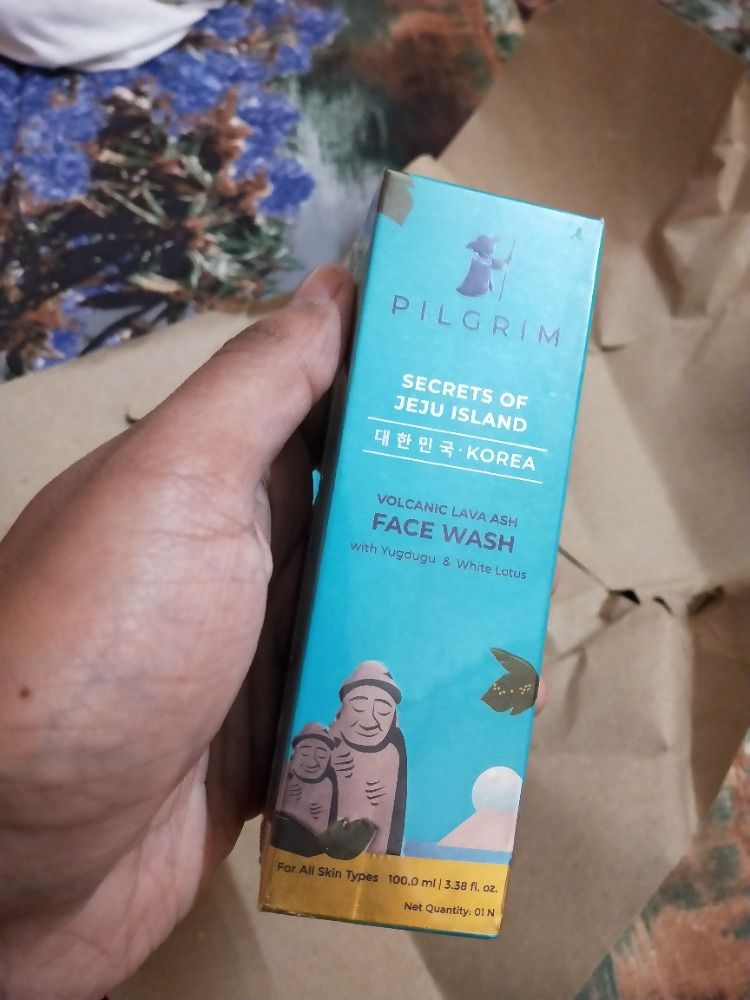 PILGRIM
SECRETS OF
JEJU ISLAND
대한민국·KOREA
VOLCANIC LAVA ASH
FACE WASH
with Yugdugu & White Lotus
For All Skin Types 100.0 ml | 3.38 fl. oz.
Net Quantity: 01 N